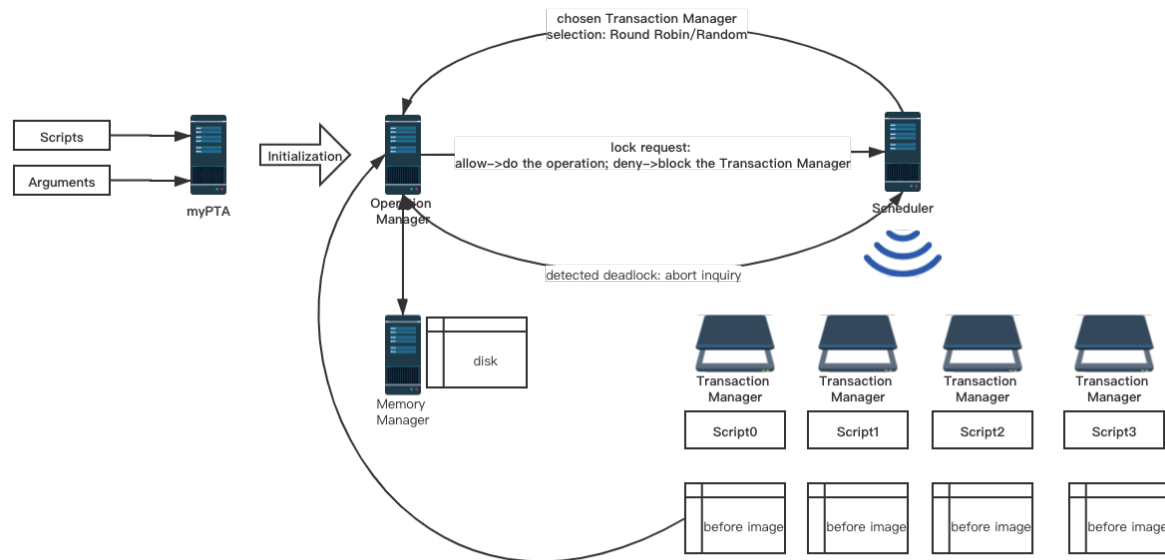 chosen Transaction Manager
selection: Round Robin/Random
Scripts
Arguments
myPTA
Initialization
Operation
Manager
lock request:
allow->do the operation; deny->block the Transaction Manager
Scheduler
detected deadlock: abort inquiry
disk
Memory
Manager
Transaction
Manager
Transaction
Manager
Transaction
Manager
Transaction
Manager
Script0
Script1
Script2
Script3
before image
before image
before image
before image